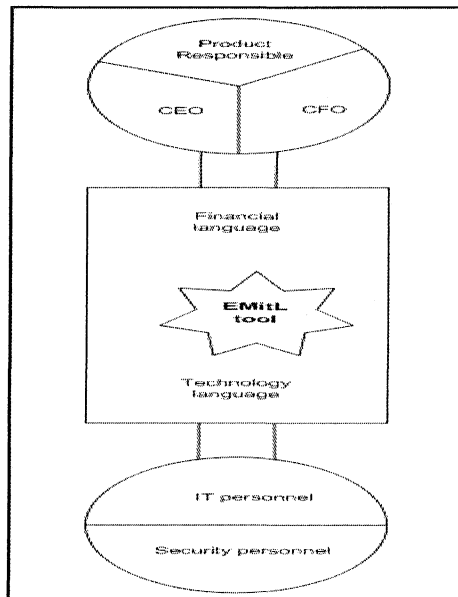 Product
Responsible
CEO
CFO
Financial
language
EMitL
tool
Technology
language
IT personnel
Security personnel